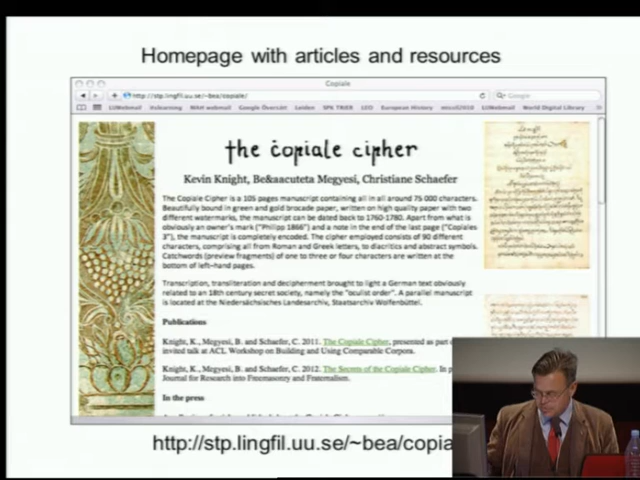 Homepage with articles and resources
Copiale
http://stp.lingfil.uu.se/~bea/copiale/
Google
LUWebmail itslearning WAH webmail Google Översätt Leiden SPK TRIER LEO European History micull2010 LUWebmail World Digital Library
the copiale cipher
Kevin Knight, Be&aacuteta Megyesi, Christiane Schaefer
The Copiale Cipher is a 105 pages manuscript containing all in all around 75 000 characters.
Beautifully bound in green and gold brocade paper, written on high quality paper with two
different watermarks, the manuscript can be dated back to 1760-1780. Apart from what is
obviously an owner's mark ("Philipp 1866") and a note in the end of the last page ("Copiales
3"), the manuscript is completely encoded. The cipher employed consists of 90 different
characters, comprising all from Roman and Greek letters, to diacritics and abstract symbols.
Catchwords (preview fragments) of one to three or four characters are written at the
bottom of left-hand pages.
Transcription, transliteration and decipherment brought to light a German text obviously
related to an 18th century secret society, namely the "oculist order". A parallel manuscript
is located at the Niedersächsisches Landesarchiv, Staatsarchiv Wolfenbüttel.
Publications
Knight, K., Megyesi, B. and Schaefer, C. 2011. The Copiale Cipher, presented as part o
invited talk at ACL Workshop on Building and Using Comparable Corpora.
Knight, K., Megyesi, B. and Schaefer, C. 2012. The Secrets of the Copiale Cipher. In
Journal for Research into Freemasonry and Fraternalism.
In the press
http://stp.lingfil.uu.se/~bea/copia